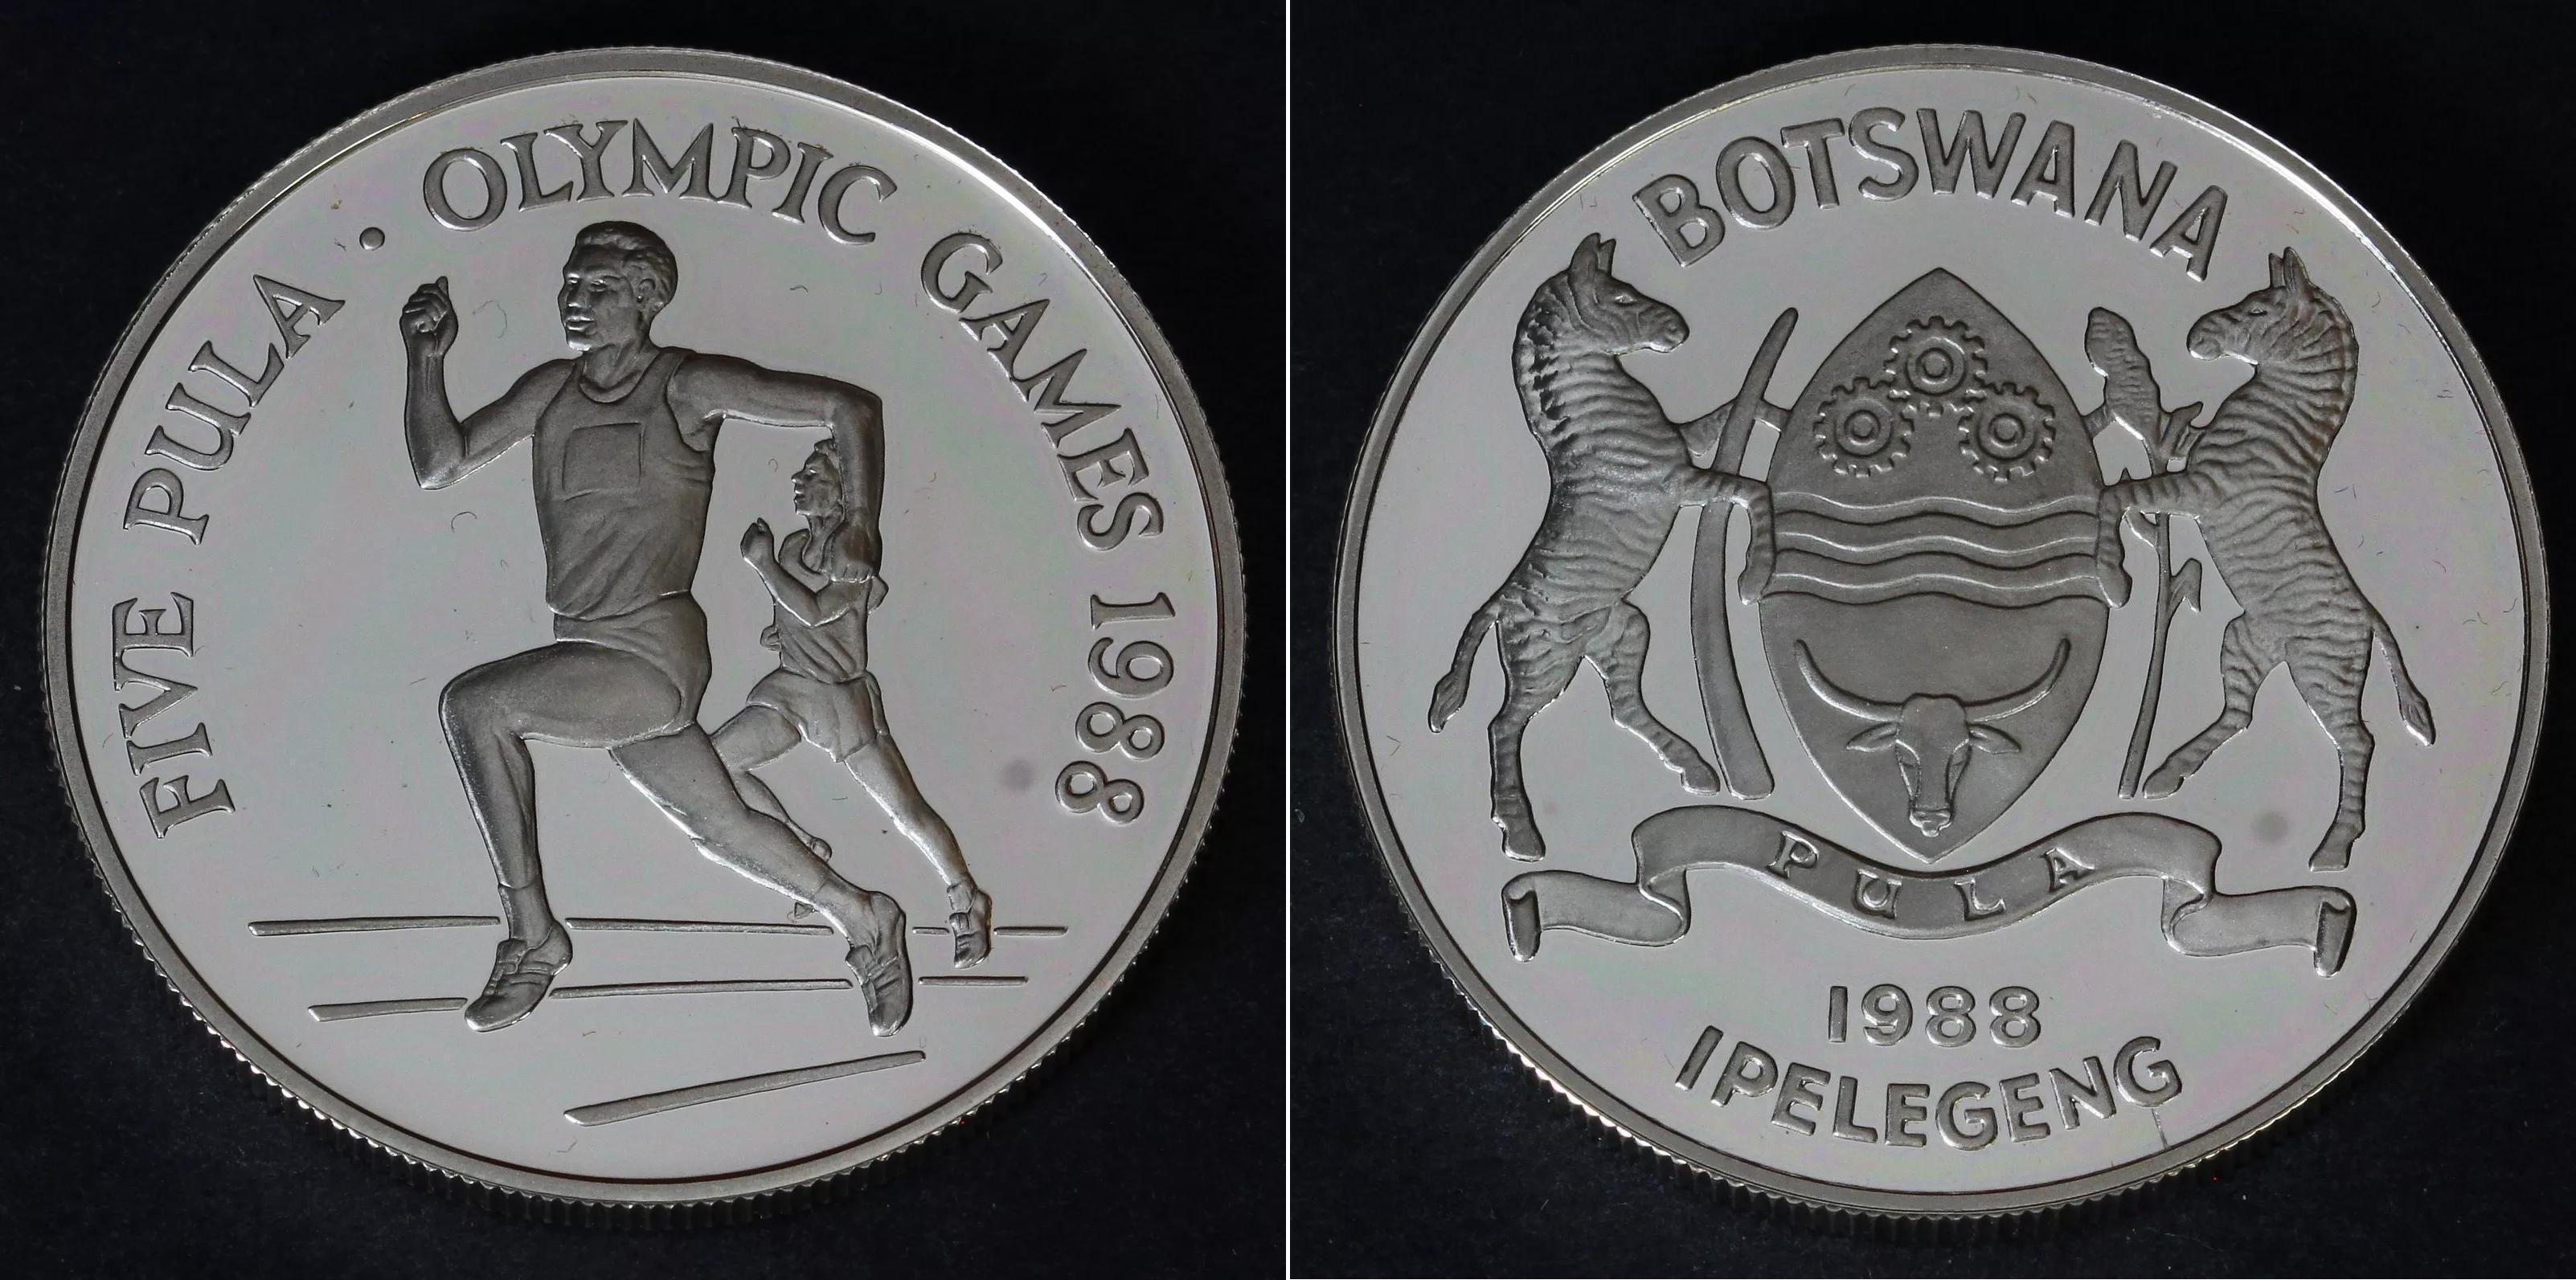 FIVE PULA • OLYMPIC GAMES 1988
BOTSWANA
PULA
1988
IPELEGENG